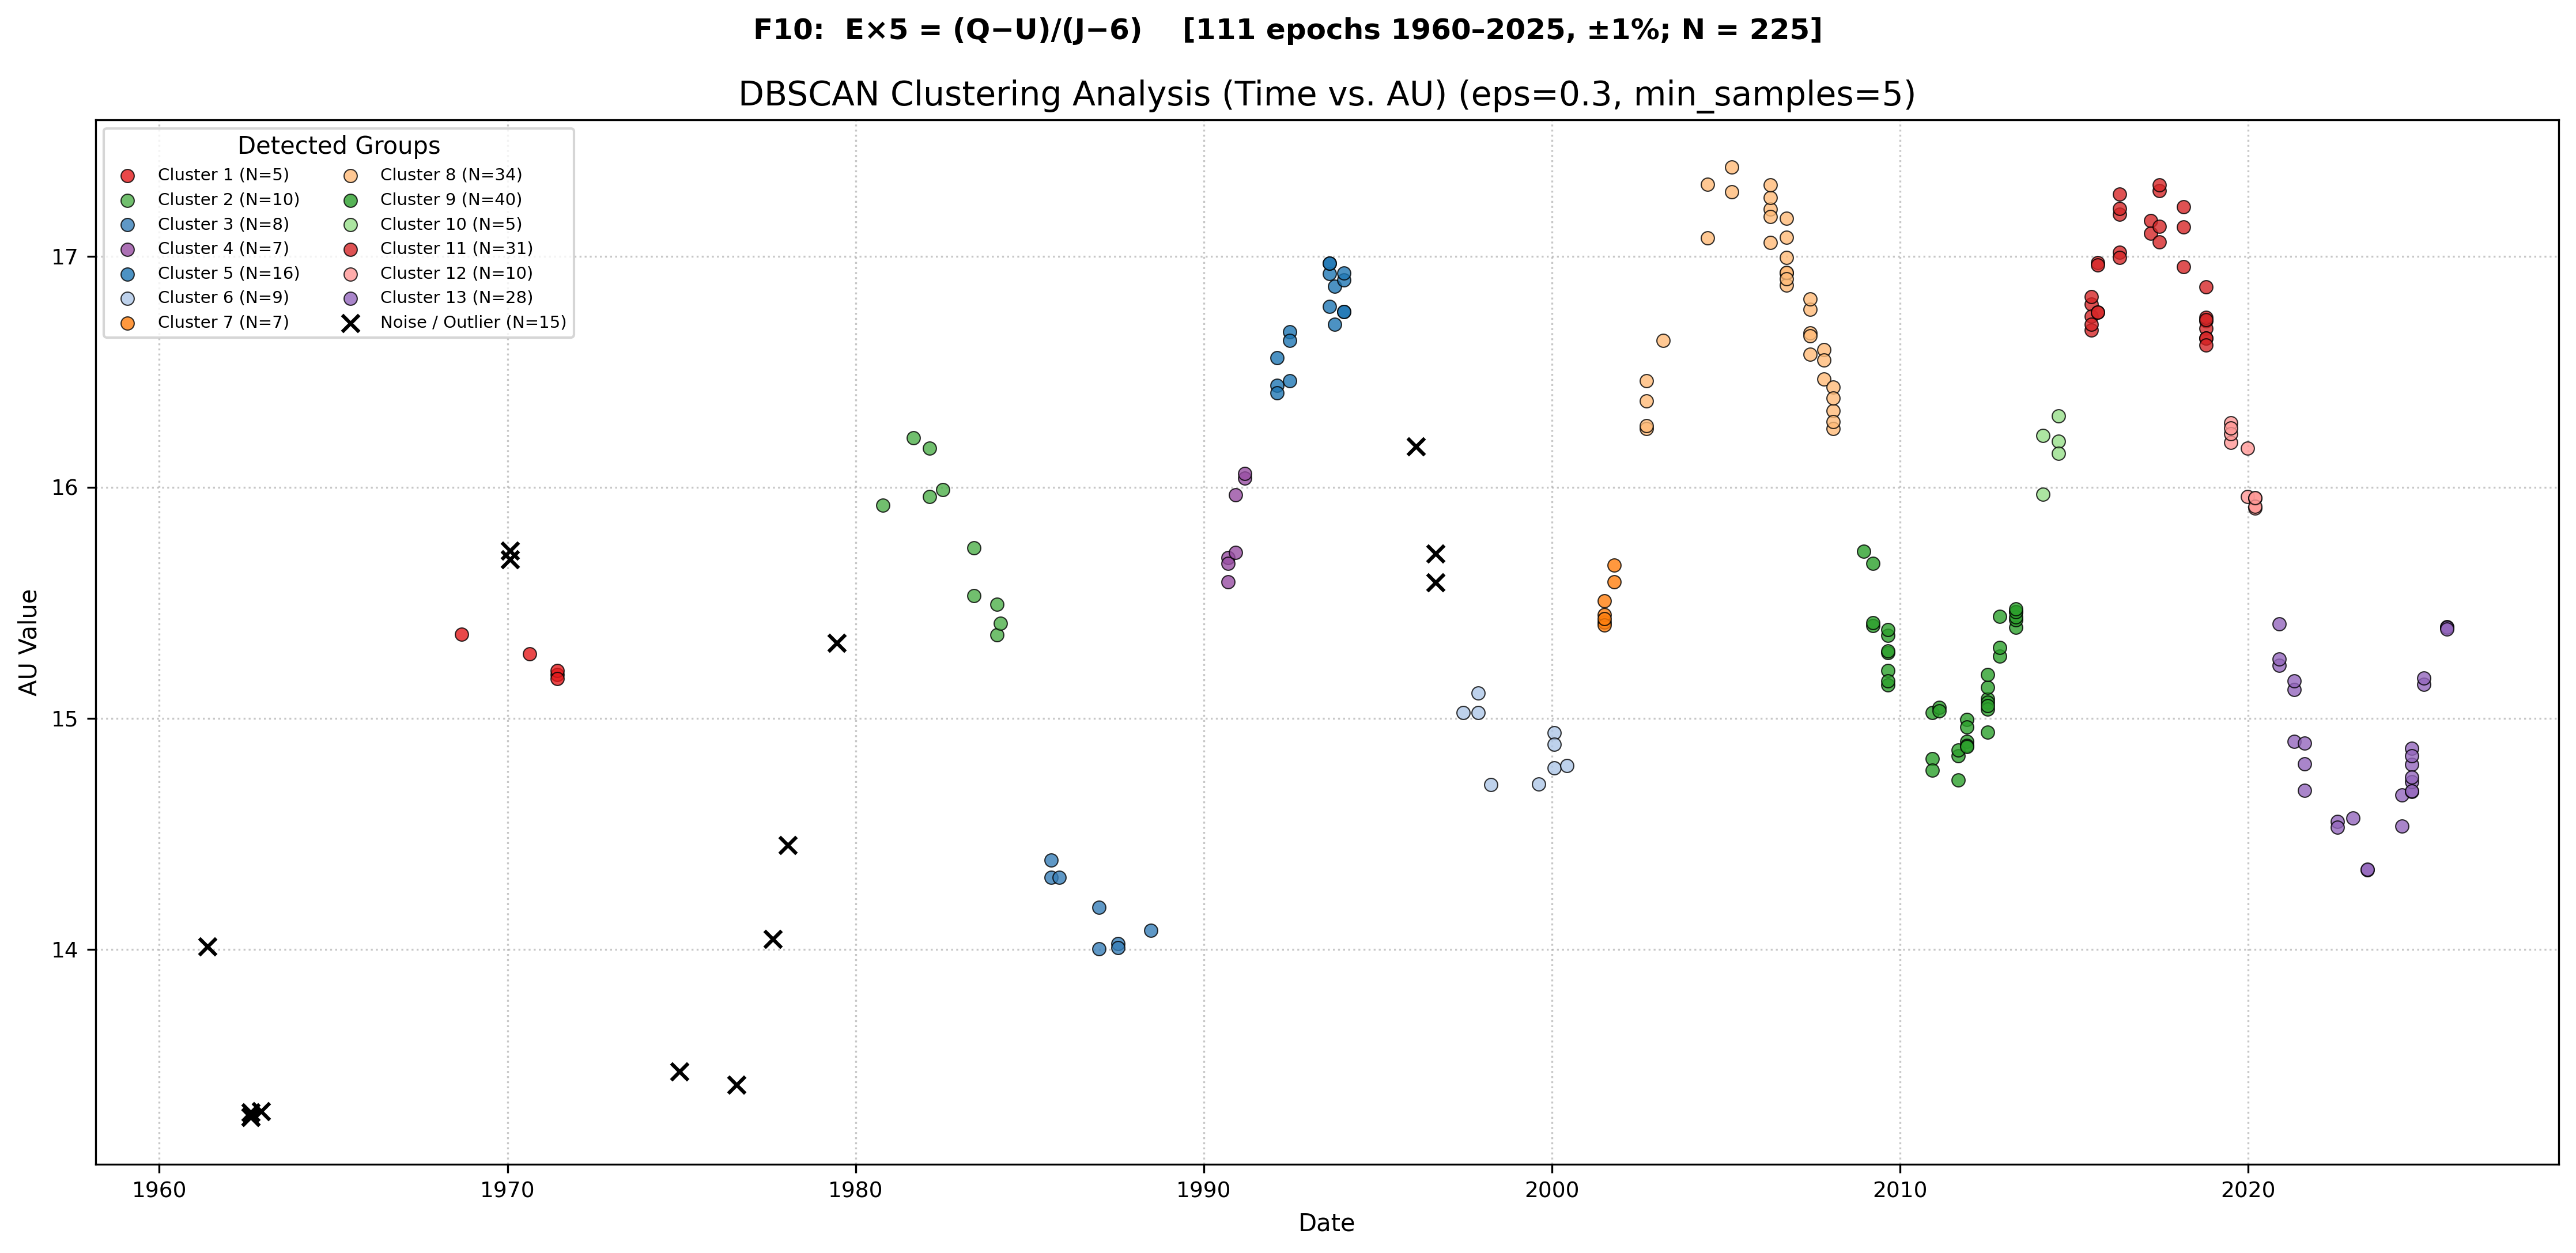 F10:  E×5 = (Q−U)/(J−6)    [111 epochs 1960–2025, ±1%; N = 225]
DBSCAN Clustering Analysis (Time vs. AU) (eps=0.3, min_samples=5)
Detected Groups
Cluster 1 (N=5)
Cluster 2 (N=10)
Cluster 3 (N=8)
Cluster 4 (N=7)
Cluster 5 (N=16)
Cluster 6 (N=9)
Cluster 7 (N=7)
Cluster 8 (N=34)
Cluster 9 (N=40)
Cluster 10 (N=5)
Cluster 11 (N=31)
Cluster 12 (N=10)
Cluster 13 (N=28)
Noise / Outlier (N=15)
AU Value
17
16
15
14
1960 1970 1980 1990 2000 2010 2020
Date